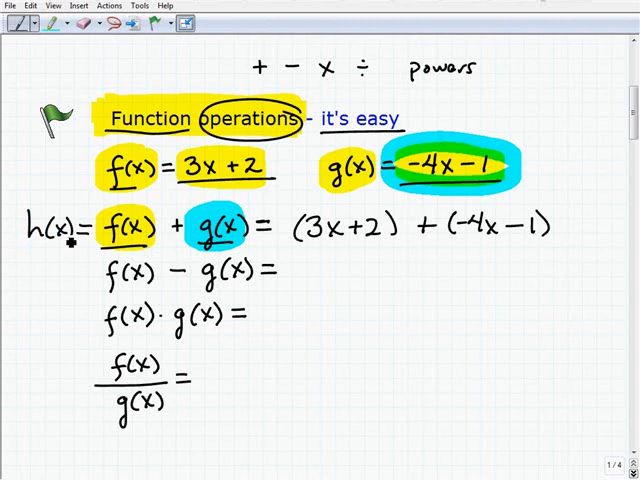 File Edit View Insert Actions Tools Help
+ − x ÷ powers
Function operations - it's easy
f(x) = 3x + 2 g(x) = -4x - 1
h(x) = f(x) + g(x) = (3x + 2) + (-4x - 1)
f(x) − g(x) =
f(x) · g(x) =
f(x)
/ g(x) =
1 / 4